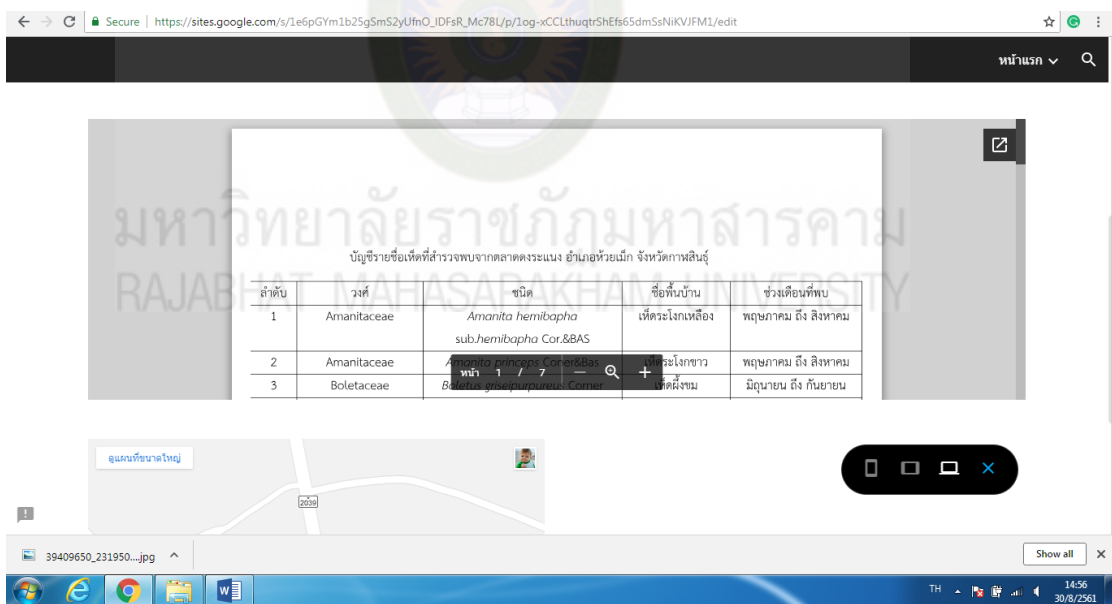 Secure | https://sites.google.com/s/1e6pGYm1b25gSmS2yUfnO_IDFsR_Mc78L/p/1og-xCCLthuqtrShEfs65dmSsNiKVJFM1/edit
หน้าแรก
มหาวิทยาลัยราชภัฏมหาสารคาม
RAJABHAT MAHASARAKHAM UNIVERSITY
บัญชีรายชื่อเห็ดที่สำรวจพบจากตลาดดงระแนง อำเภอห้วยเม็ก จังหวัดกาฬสินธุ์
ลำดับ วงศ์ ชนิด ชื่อพื้นบ้าน ช่วงเดือนที่พบ
1 Amanitaceae Amanita hemibapha เห็ดระโงกเหลือง พฤษภาคม ถึง สิงหาคม
sub.hemibapha Cor.&BAS
2 Amanitaceae Amanita princeps Corner&Bas เห็ดระโงกขาว พฤษภาคม ถึง สิงหาคม
หน้า 1 / 7
3 Boletaceae Boletus griseipurpureus Corner เห็ดผึ้งขม มิถุนายน ถึง กันยายน
ดูแผนที่ขนาดใหญ่
2039
39409650_231950....jpg
Show all
TH 14:56
30/8/2561